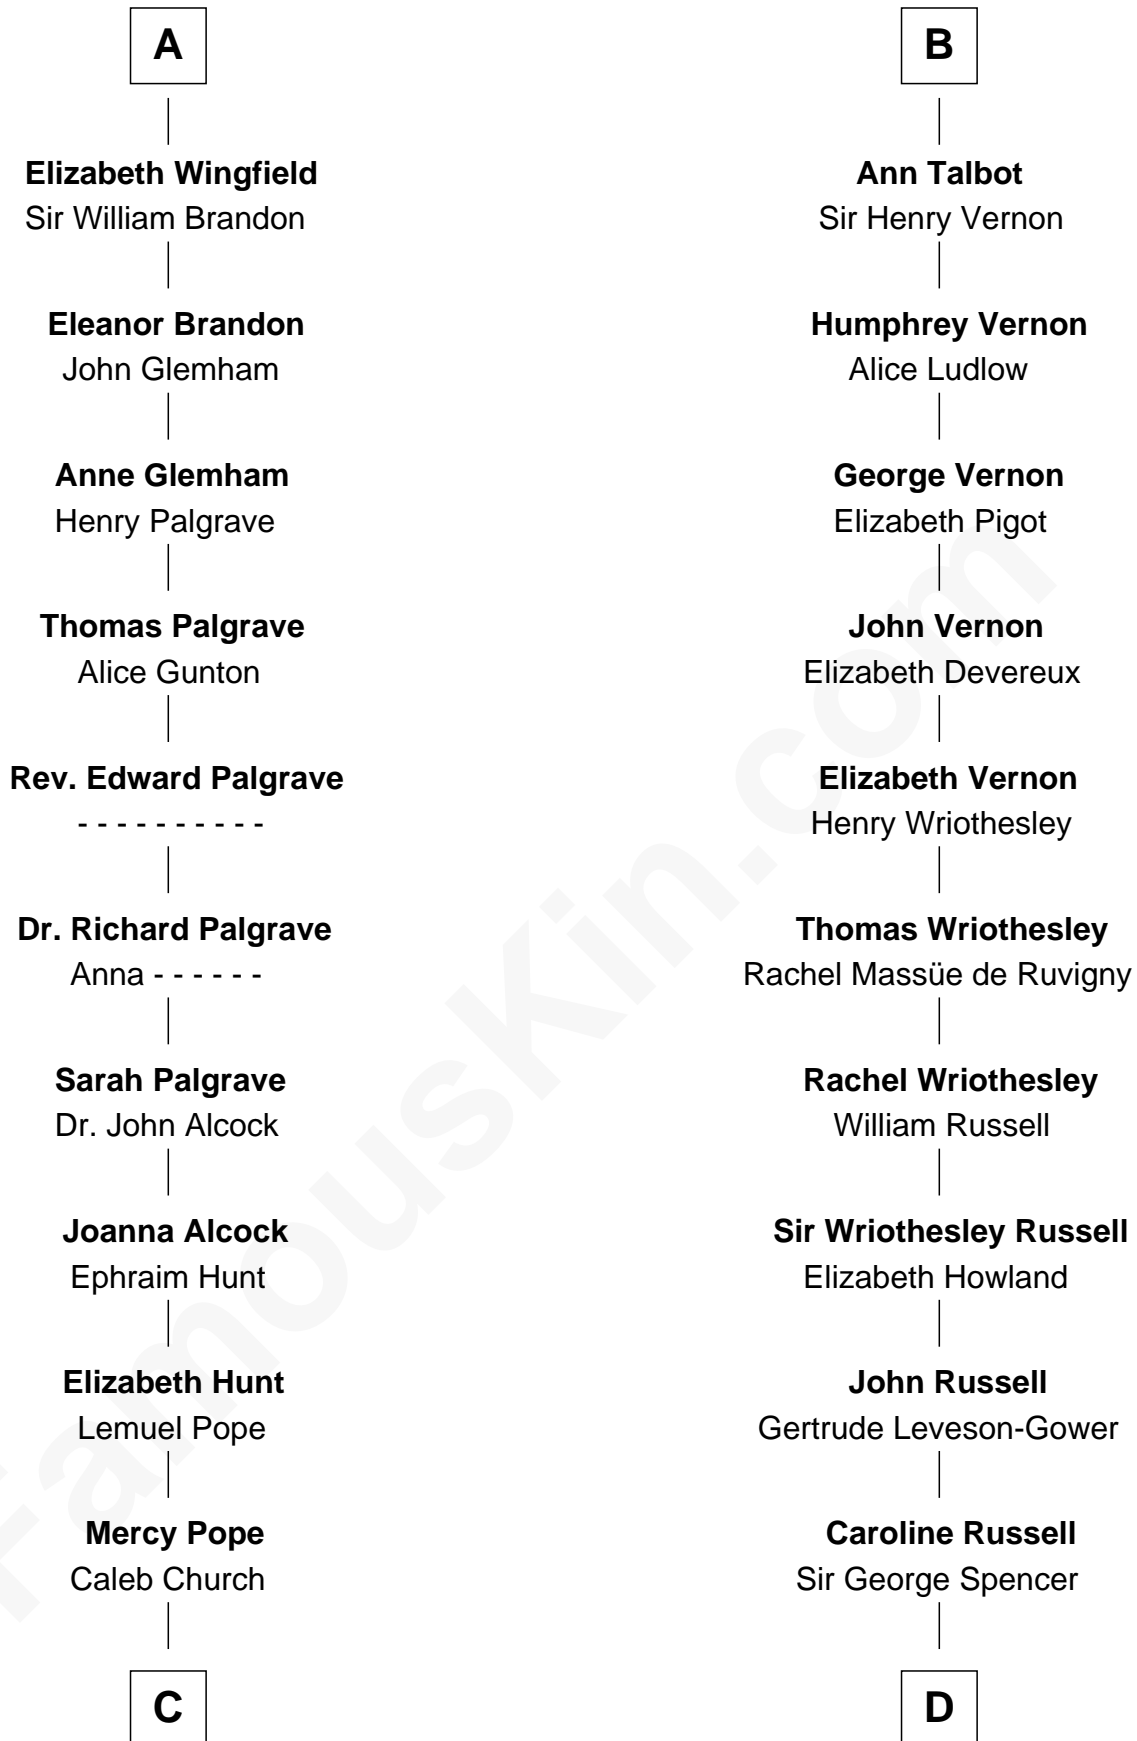 A
Elizabeth Wingfield
Sir William Brandon
Eleanor Brandon
John Glemham
Anne Glemham
Henry Palgrave
Thomas Palgrave
Alice Gunton
Rev. Edward Palgrave
- - - - - - - - - -
Dr. Richard Palgrave
Anna - - - - - -
Sarah Palgrave
Dr. John Alcock
Joanna Alcock
Ephraim Hunt
Elizabeth Hunt
Lemuel Pope
Mercy Pope
Caleb Church
C
B
Ann Talbot
Sir Henry Vernon
Humphrey Vernon
Alice Ludlow
George Vernon
Elizabeth Pigot
John Vernon
Elizabeth Devereux
Elizabeth Vernon
Henry Wriothesley
Thomas Wriothesley
Rachel Massüe de Ruvigny
Rachel Wriothesley
William Russell
Sir Wriothesley Russell
Elizabeth Howland
John Russell
Gertrude Leveson-Gower
Caroline Russell
Sir George Spencer
D
FamousKin.com